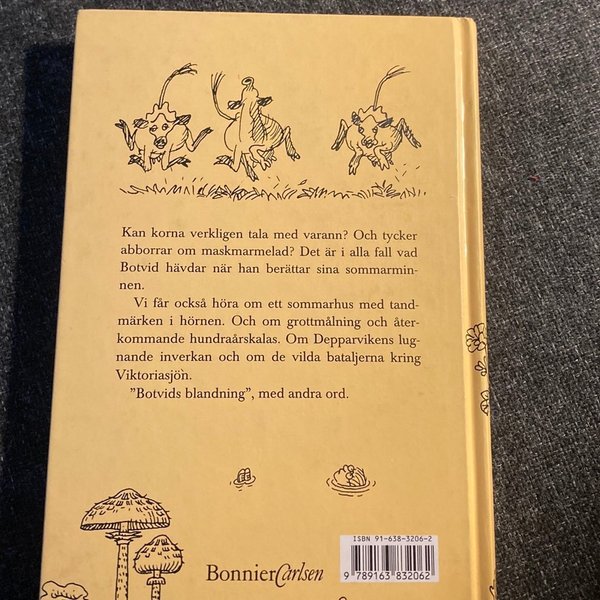 Kan korna verkligen tala med varann? Och tycker
abborrar om maskmarmelad? Det är i alla fall vad
Botvid hävdar när han berättar sina sommarmin-
nen.
Vi får också höra om ett sommarhus med tand-
märken i hörnen. Och om grottmålning och åter-
kommande hundraårskalas. Om Depparvikens lug-
nande inverkan och om de vilda bataljerna kring
Viktoriasjön.
”Botvids blandning”, med andra ord.
ISBN 91-638-3206-2
9 789163 832062
BonnierCarlsen